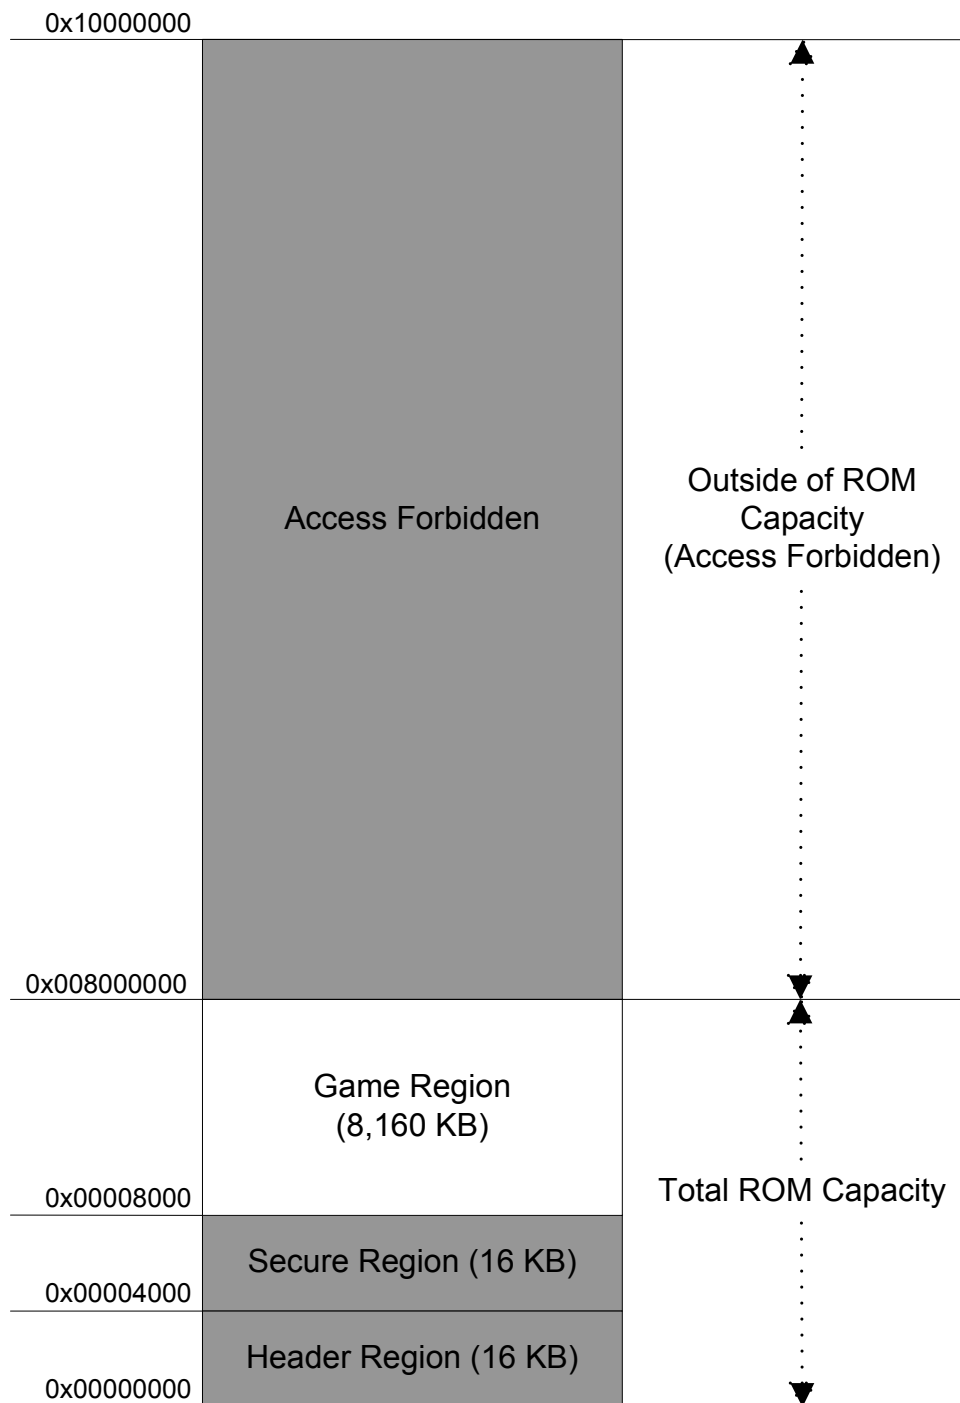 0x10000000
Access Forbidden
Outside of ROM
Capacity
(Access Forbidden)
0x008000000
Game Region
(8,160 KB)
Total ROM Capacity
0x00008000
Secure Region (16 KB)
0x00004000
Header Region (16 KB)
0x00000000